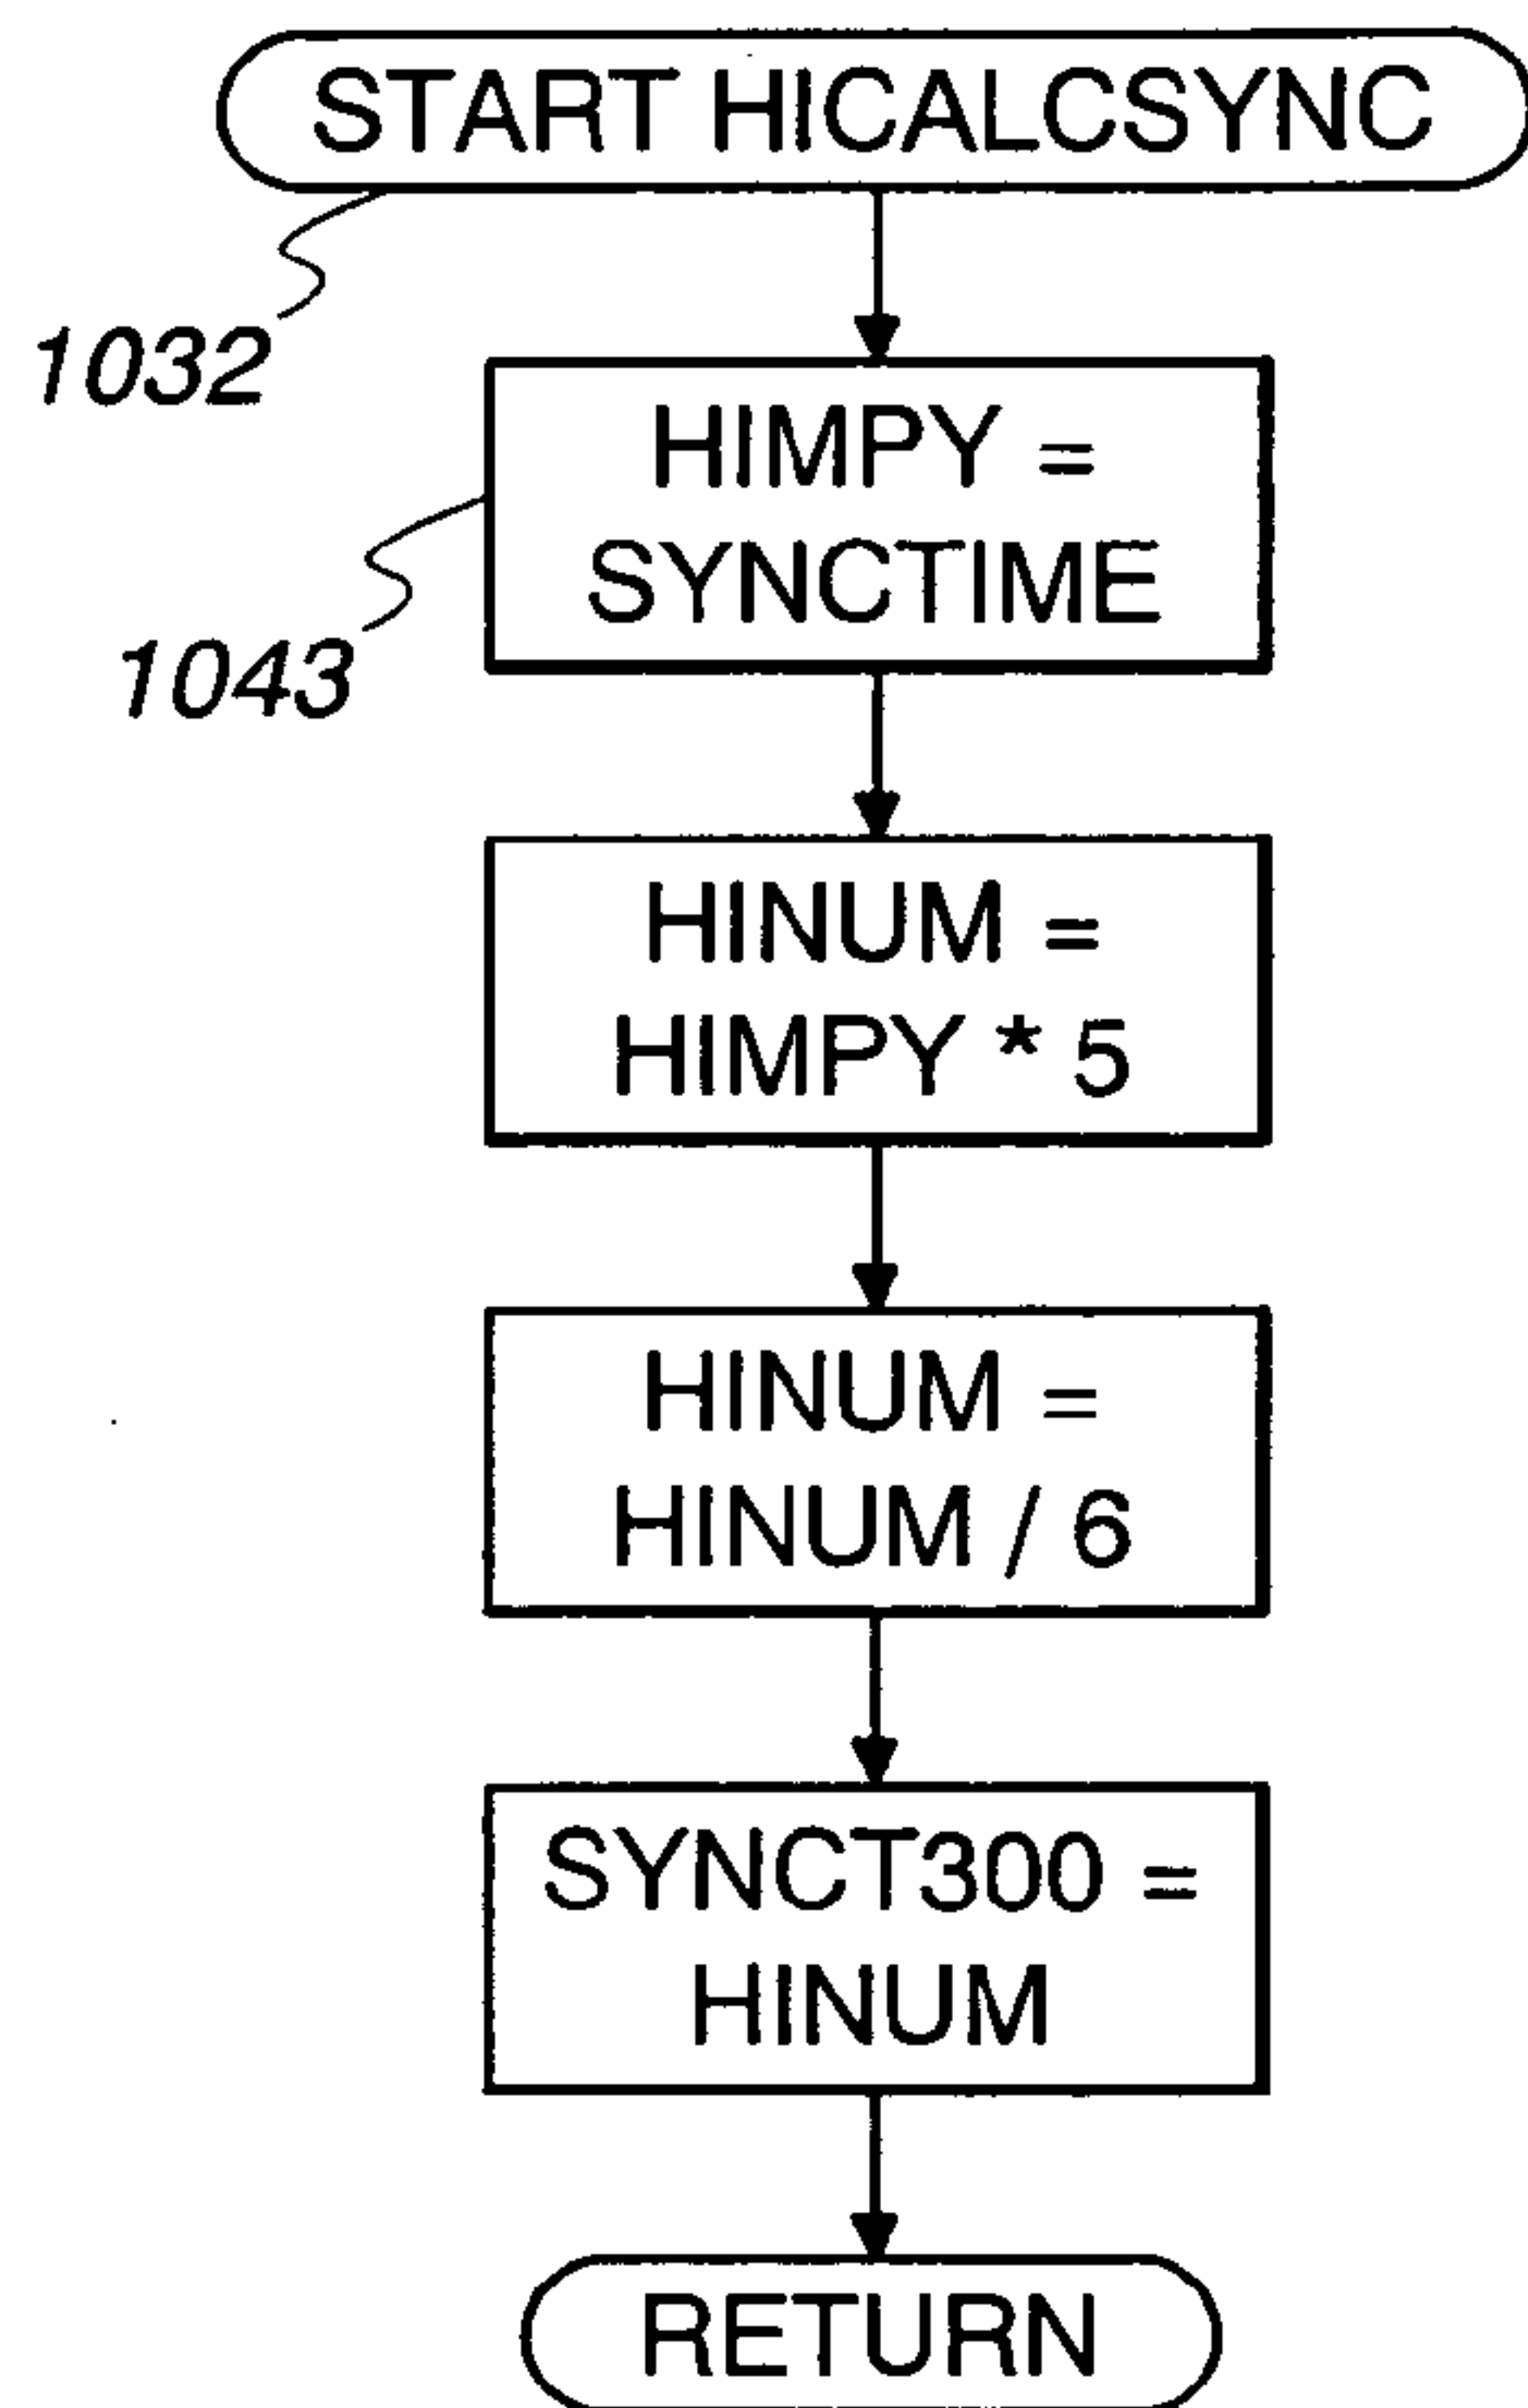 START HICALCSYNC
1032
HIMPY =
SYNCTIME
1043
HINUM =
HIMPY * 5
HINUM =
HINUM / 6
SYNCT300 =
HINUM
RETURN